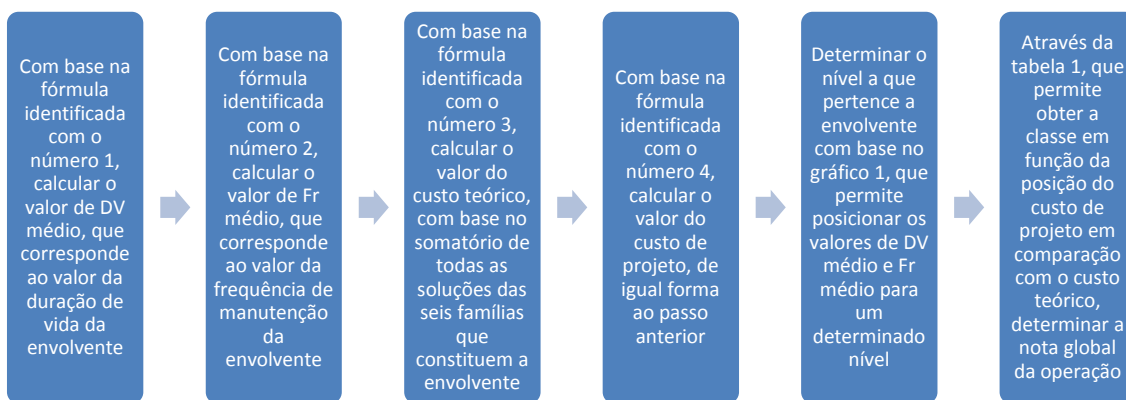 Com base na
fórmula
identificada
com o
número 1,
calcular o
valor de DV
médio, que
corresponde
ao valor da
duração de
vida da
envolvente
Com base na
fórmula
identificada
com o
número 2,
calcular o
valor de Fr
médio, que
corresponde
ao valor da
frequência de
manutenção
da
envolvente
Com base na
fórmula
identificada
com o
número 3,
calcular o
valor do
custo teórico,
com base no
somatório de
todas as
soluções das
seis famílias
que
constituem a
envolvente
Com base na
fórmula
identificada
com o
número 4,
calcular o
valor do
custo de
projeto, de
igual forma
ao passo
anterior
Determinar o
nível a que
pertence a
envolvente
com base no
gráfico 1, que
permite
posicionar os
valores de DV
médio e Fr
médio para
um
determinado
nível
Através da
tabela 1, que
permite
obter a
classe em
função da
posição do
custo de
projeto em
comparação
com o custo
teórico,
determinar a
nota global
da operação